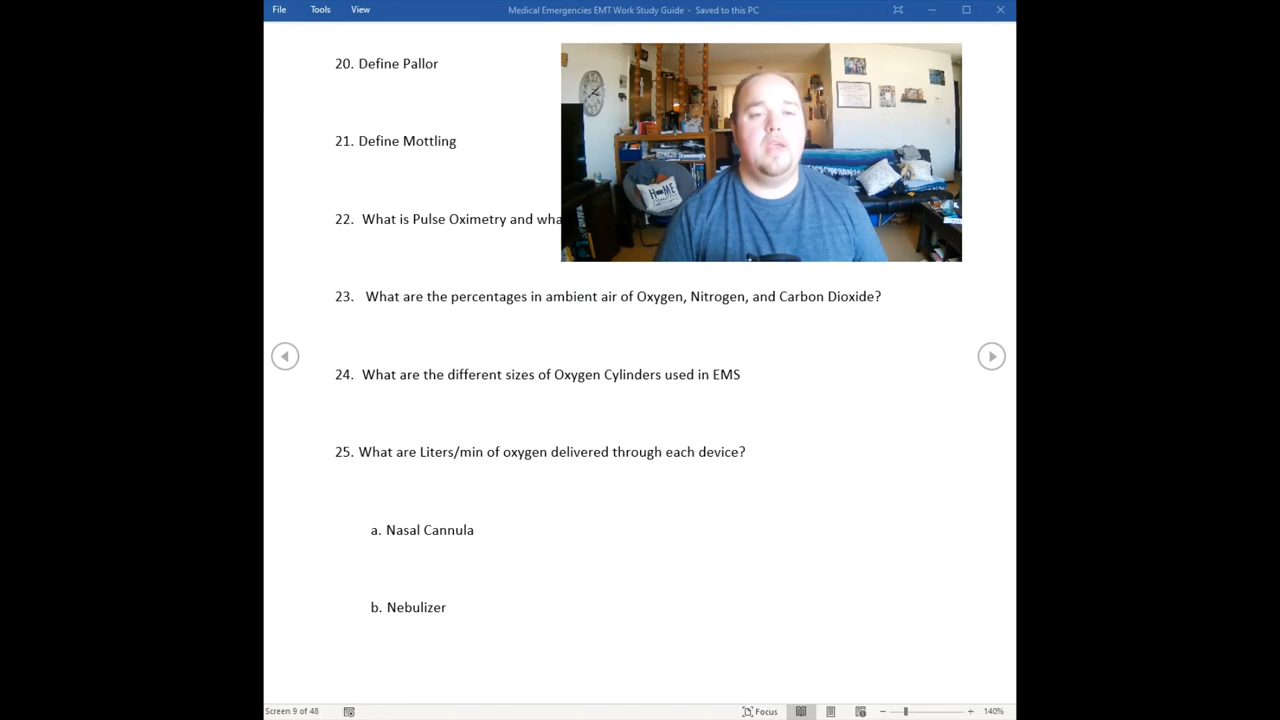 File Tools View Medical Emergencies EMT Work Study Guide - Saved to this PC
20. Define Pallor
21. Define Mottling
HOME
22. What is Pulse Oximetry and wha
23. What are the percentages in ambient air of Oxygen, Nitrogen, and Carbon Dioxide?
24. What are the different sizes of Oxygen Cylinders used in EMS
25. What are Liters/min of oxygen delivered through each device?
a. Nasal Cannula
b. Nebulizer
Screen 9 of 48 Focus 140%